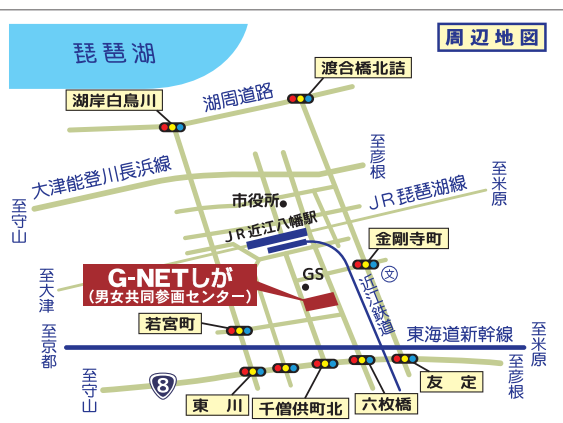 周辺地図
琵琶湖
渡合橋北詰
湖岸白鳥川
湖周道路
至彦根
大津能登川長浜線
至米原
JR琵琶湖線
至守山
市役所
JR近江八幡駅
金剛寺町
文
G-NETしが
(男女共同参画センター)
GS
至大津
近江鉄道
若宮町
至京都
東海道新幹線
至米原
至彦根
至守山
8
東川
千僧供町北
六枚橋
友定